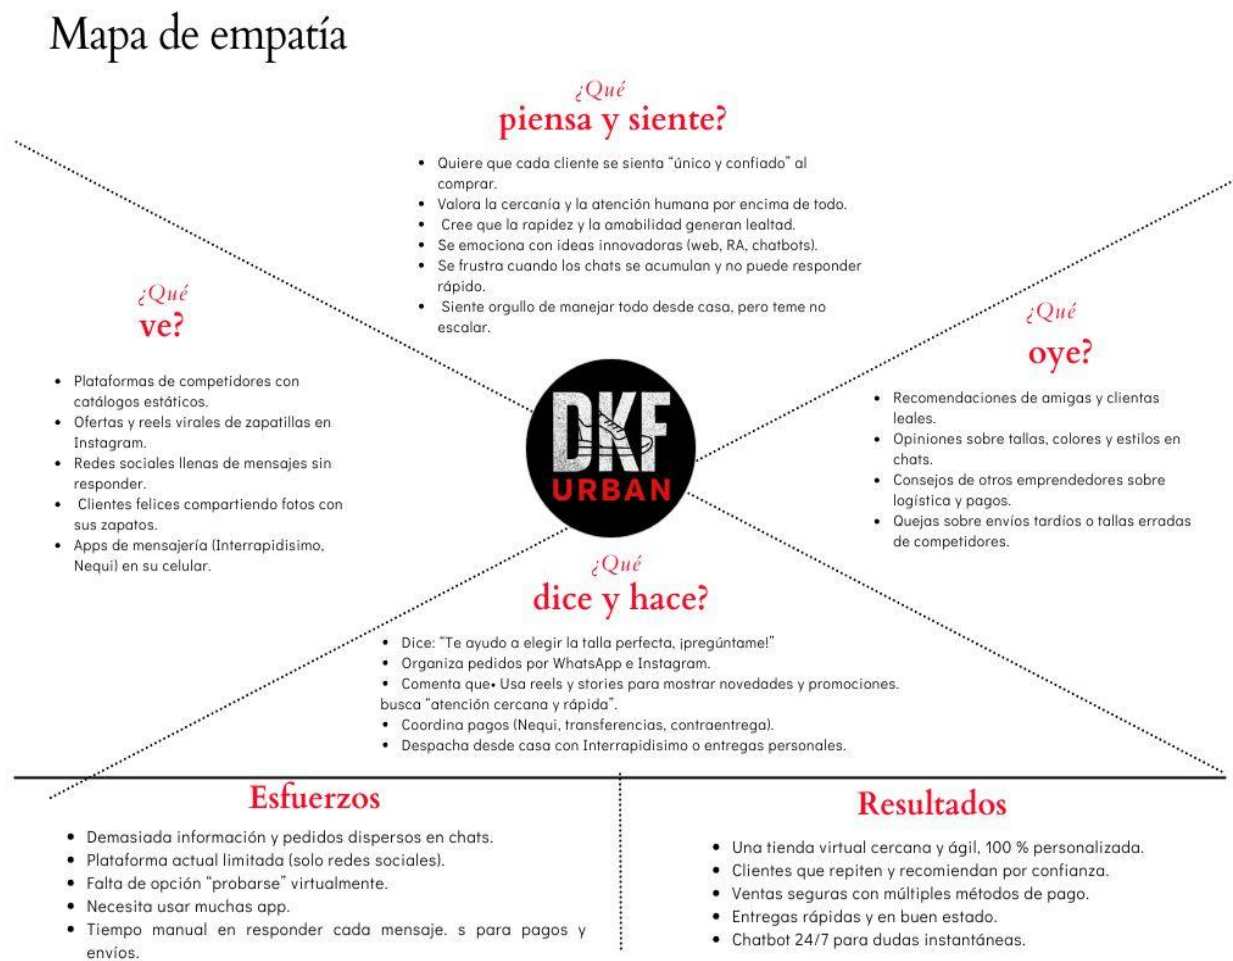 Mapa de empatía
¿Qué
piensa y siente?
• Quiere que cada cliente se sienta “único y confiado” al
comprar.
• Valora la cercanía y la atención humana por encima de todo.
• Cree que la rapidez y la amabilidad generan lealtad.
• Se emociona con ideas innovadoras (web, RA, chatbots).
• Se frustra cuando los chats se acumulan y no puede responder
rápido.
• Siente orgullo de manejar todo desde casa, pero teme no
escalar.
¿Qué
ve?
• Plataformas de competidores con
catálogos estáticos.
• Ofertas y reels virales de zapatillas en
Instagram.
• Redes sociales llenas de mensajes sin
responder.
• Clientes felices compartiendo fotos con
sus zapatos.
• Apps de mensajería (Interrapidisimo,
Nequi) en su celular.
¿Qué
oye?
• Recomendaciones de amigas y clientas
leales.
• Opiniones sobre tallas, colores y estilos en
chats.
• Consejos de otros emprendedores sobre
logística y pagos.
• Quejas sobre envíos tardíos o tallas erradas
de competidores.
DKF
URBAN
¿Qué
dice y hace?
• Dice: “Te ayudo a elegir la talla perfecta, ¡pregúntame!”
• Organiza pedidos por WhatsApp e Instagram.
• Comenta que• Usa reels y stories para mostrar novedades y promociones.
busca “atención cercana y rápida”.
• Coordina pagos (Nequi, transferencias, contraentrega).
• Despacha desde casa con Interrapidisimo o entregas personales.
Esfuerzos
• Demasiada información y pedidos dispersos en chats.
• Plataforma actual limitada (solo redes sociales).
• Falta de opción “probarse” virtualmente.
• Necesita usar muchas app.
• Tiempo manual en responder cada mensaje. s para pagos y
envíos.
Resultados
• Una tienda virtual cercana y ágil, 100 % personalizada.
• Clientes que repiten y recomiendan por confianza.
• Ventas seguras con múltiples métodos de pago.
• Entregas rápidas y en buen estado.
• Chatbot 24/7 para dudas instantáneas.